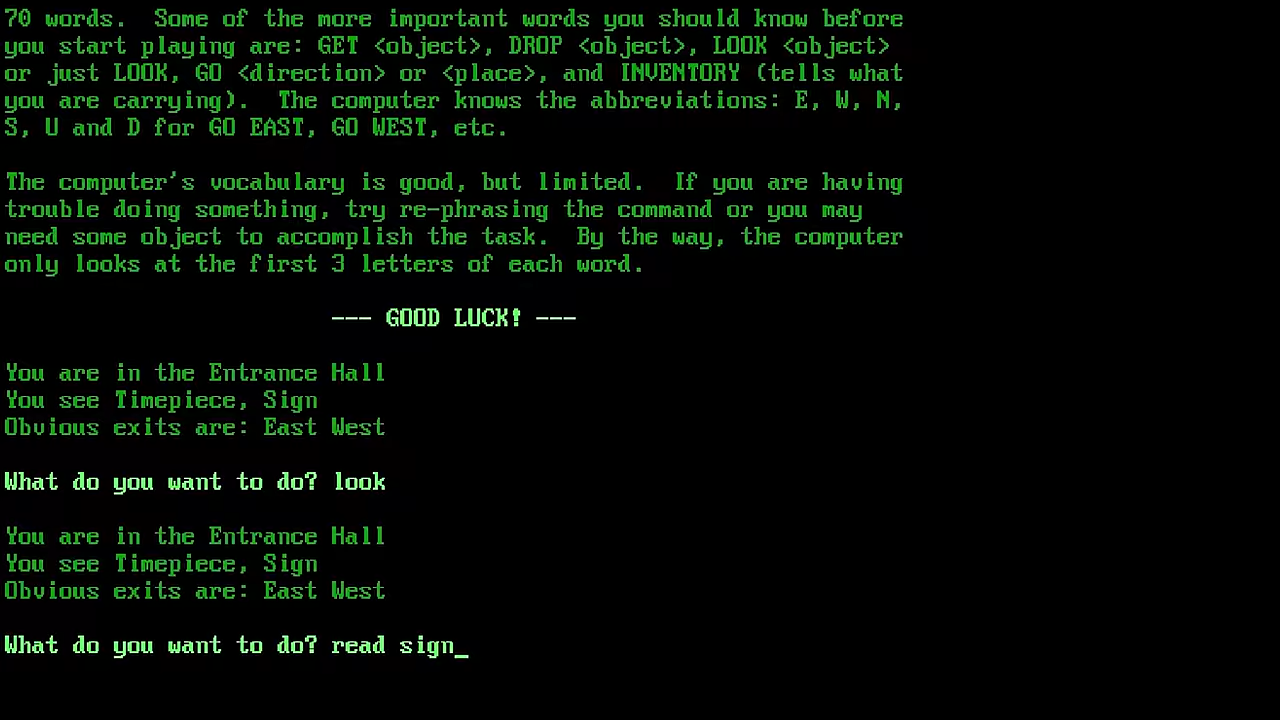 70 words.  Some of the more important words you should know before
you start playing are: GET <object>, DROP <object>, LOOK <object>
or just LOOK, GO <direction> or <place>, and INVENTORY (tells what
you are carrying).  The computer knows the abbreviations: E, W, N,
S, U and D for GO EAST, GO WEST, etc.
The computer's vocabulary is good, but limited.  If you are having
trouble doing something, try re-phrasing the command or you may
need some object to accomplish the task.  By the way, the computer
only looks at the first 3 letters of each word.
--- GOOD LUCK! ---
You are in the Entrance Hall
You see Timepiece, Sign
Obvious exits are: East West
What do you want to do? look
You are in the Entrance Hall
You see Timepiece, Sign
Obvious exits are: East West
What do you want to do? read sign_